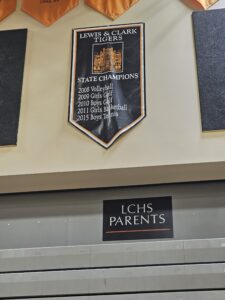 LEWIS & CLARK
TIGERS
STATE CHAMPIONS
2008 Volleyball
2009 Girls Golf
2010 Boys Golf
2011 Girls Basketball
2015 Boys Tennis
LCHS
PARENTS